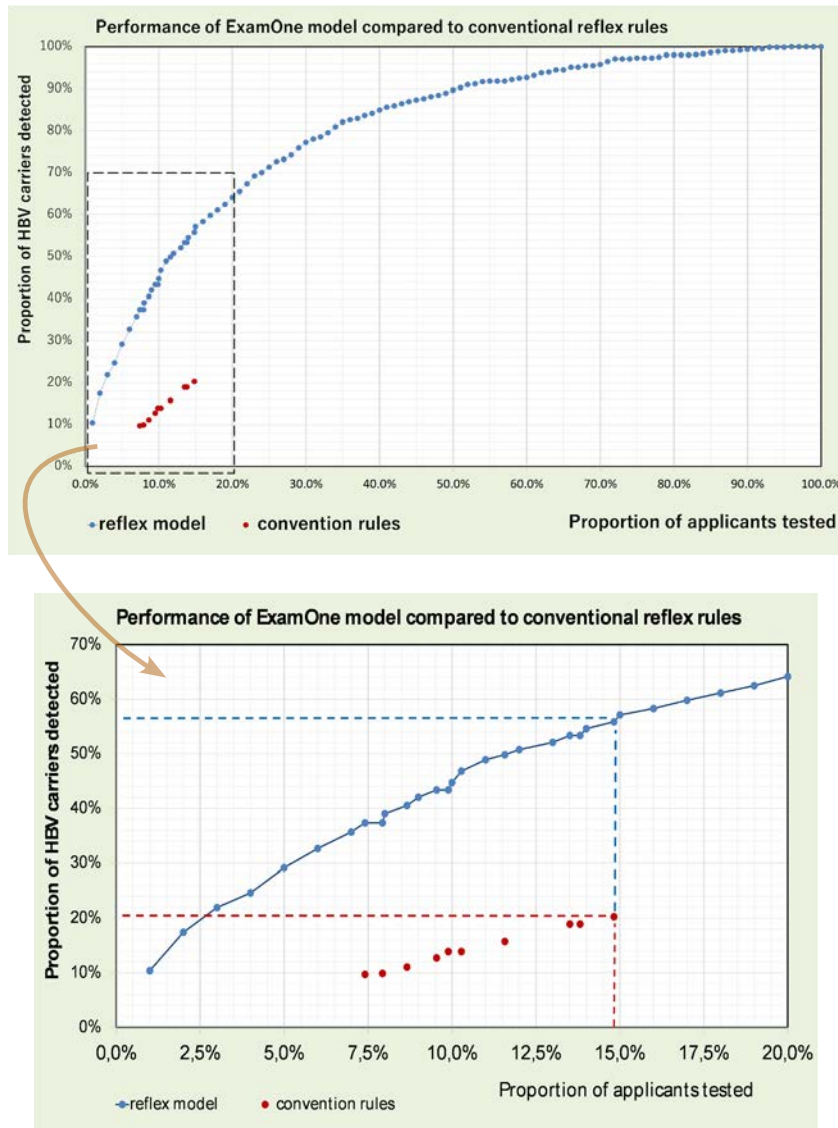 Performance of ExamOne model compared to conventional reflex rules
Proportion of HBV carriers detected
100%
90%
80%
70%
60%
50%
40%
30%
20%
10%
0%
0.0% 10.0% 20.0% 30.0% 40.0% 50.0% 60.0% 70.0% 80.0% 90.0% 100.0%
reflex model convention rules Proportion of applicants tested
Performance of ExamOne model compared to conventional reflex rules
Proportion of HBV carriers detected
70%
60%
50%
40%
30%
20%
10%
0%
0,0% 2,5% 5,0% 7,5% 10,0% 12,5% 15,0% 17,5% 20,0%
reflex model convention rules Proportion of applicants tested